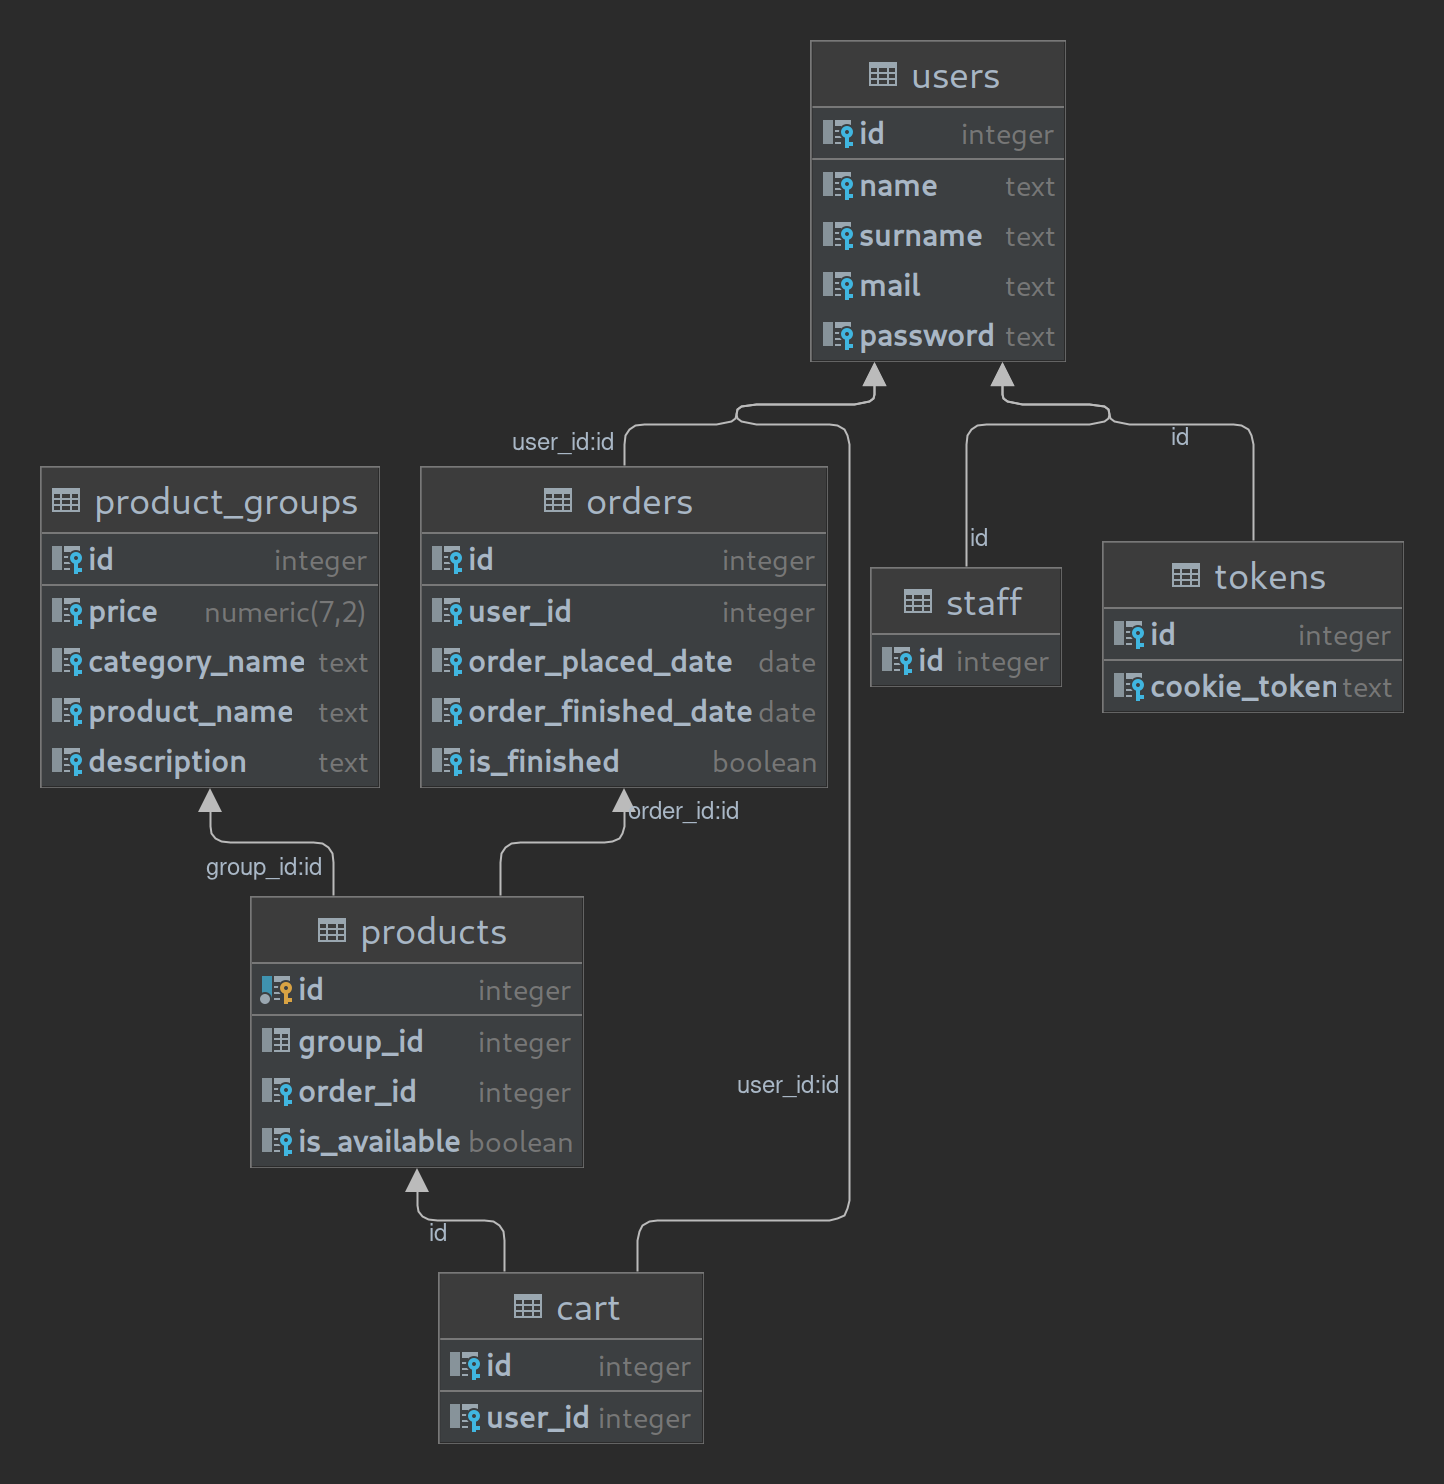 users
id integer
name text
surname text
mail text
password text
user_id:id
id
id
product_groups
id integer
price numeric(7,2)
category_name text
product_name text
description text
orders
id integer
user_id integer
order_placed_date date
order_finished_date date
is_finished boolean
staff
id integer
tokens
id integer
cookie_token text
order_id:id
group_id:id
products
id integer
group_id integer
order_id integer
is_available boolean
user_id:id
id
cart
id integer
user_id integer